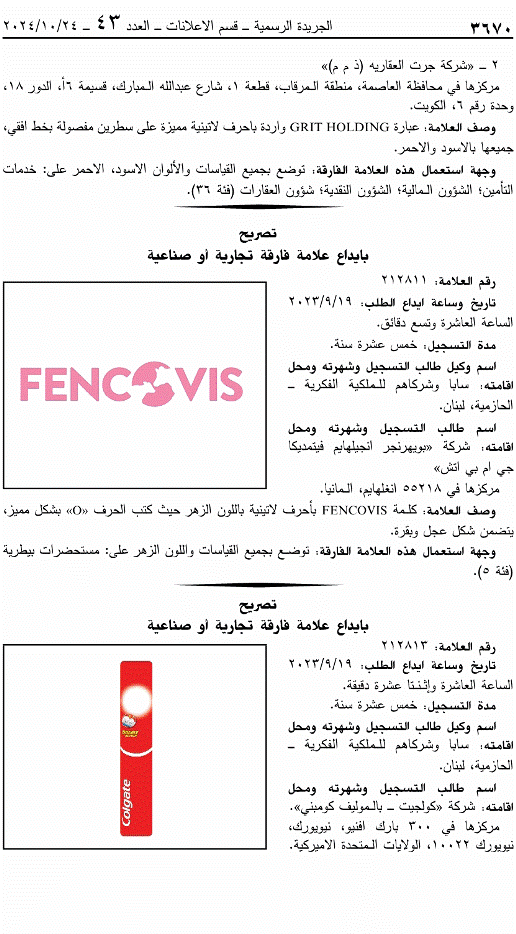 ٣٦٧٠
الجريدة الرسمية ــ قسم الاعلانات ــ العدد ٤٣ ــ ٢٠٢٤/١٠/٢٤
٢ ــ «شركة جرت العقاريه (ذ م م)»
مركزها في محافظة العاصمة، منطقة المرقاب، قطعة ١، شارع عبدالله المبارك، قسيمة ٦أ، الدور ١٨،
وحدة رقم ٦، الكويت.
وصف العلامة: عبارة GRIT HOLDING واردة باحرف لاتينية مميزة على سطرين مفصولة بخط افقي،
جميعها بالاسود والاحمر.
وجهة استعمال هذه العلامة الفارقة: توضع بجميع القياسات والألوان الاسود، الاحمر على: خدمات
التأمين؛ الشؤون المالية؛ الشؤون النقدية؛ شؤون العقارات (فئة ٣٦).
تصريح
بايداع علامة فارقة تجارية أو صناعية
رقم العلامة: ٢١٢٨١١
تاريخ وساعة ايداع الطلب: ٢٠٢٣/٩/١٩
الساعة العاشرة وتسع دقائق.
مدة التسجيل: خمس عشرة سنة.
اسم وكيل طالب التسجيل وشهرته ومحل
اقامته: سابا وشركاهم للملكية الفكرية ــ
الحازمية، لبنان.
اسم طالب التسجيل وشهرته ومحل
اقامته: شركة «بويهرنجر انجيلهايم فيتمديكا
جي ام بي اتش»
مركزها في ٥٥٢١٨ انغلهايم، المانيا.
FENCOVIS
وصف العلامة: كلمة FENCOVIS بأحرف لاتينية باللون الزهر حيث كتب الحرف «O» بشكل مميز،
يتضمن شكل عجل وبقرة.
وجهة استعمال هذه العلامة الفارقة: توضع بجميع القياسات واللون الزهر على: مستحضرات بيطرية
(فئة ٥).
تصريح
بايداع علامة فارقة تجارية أو صناعية
رقم العلامة: ٢١٢٨١٣
تاريخ وساعة ايداع الطلب: ٢٠٢٣/٩/١٩
الساعة العاشرة وإثنتا عشرة دقيقة.
مدة التسجيل: خمس عشرة سنة.
اسم وكيل طالب التسجيل وشهرته ومحل
اقامته: سابا وشركاهم للملكية الفكرية ــ
الحازمية، لبنان.
اسم طالب التسجيل وشهرته ومحل
اقامته: شركة «كولجيت ــ بالموليف كومبني».
مركزها في ٣٠٠ بارك افنيو، نيويورك،
نيويورك ١٠٠٢٢، الولايات المتحدة الاميركية.
Colgate